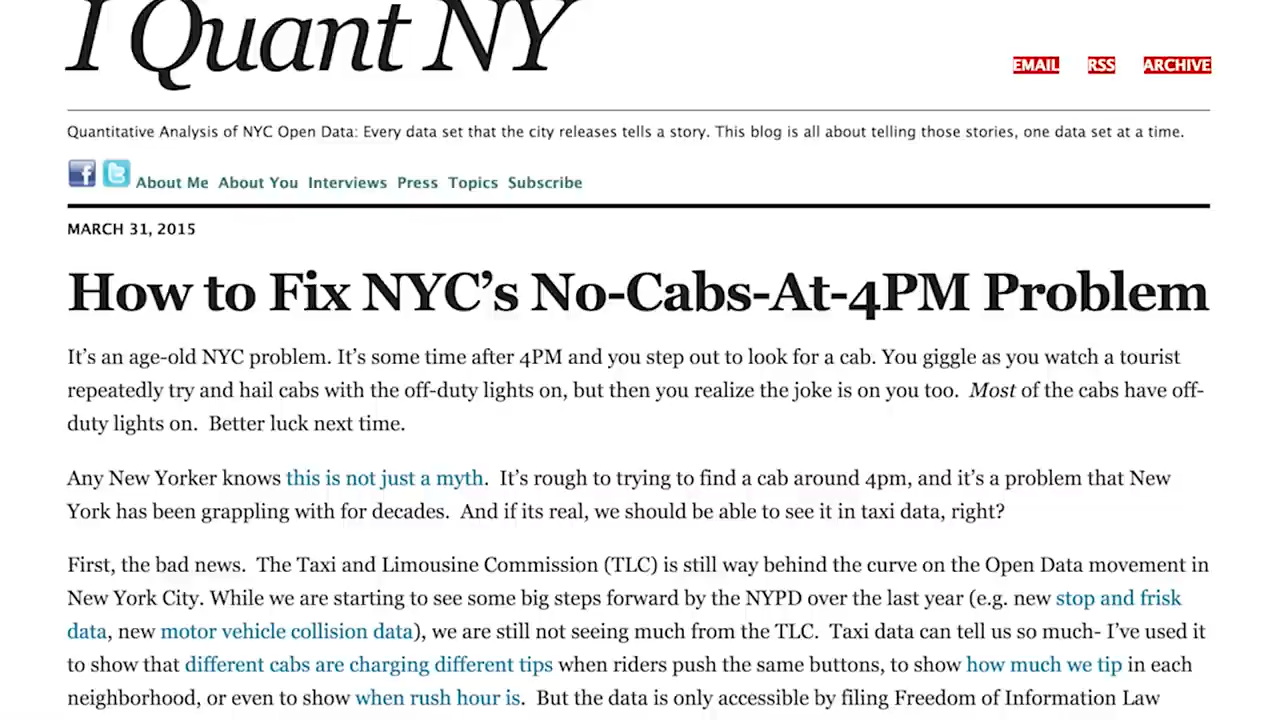 I Quant NY
EMAIL RSS ARCHIVE
Quantitative Analysis of NYC Open Data: Every data set that the city releases tells a story. This blog is all about telling those stories, one data set at a time.
About Me About You Interviews Press Topics Subscribe
MARCH 31, 2015
How to Fix NYC’s No-Cabs-At-4PM Problem
It’s an age-old NYC problem. It’s some time after 4PM and you step out to look for a cab. You giggle as you watch a tourist
repeatedly try and hail cabs with the off-duty lights on, but then you realize the joke is on you too. Most of the cabs have off-
duty lights on. Better luck next time.
Any New Yorker knows this is not just a myth. It’s rough to trying to find a cab around 4pm, and it’s a problem that New
York has been grappling with for decades. And if its real, we should be able to see it in taxi data, right?
First, the bad news. The Taxi and Limousine Commission (TLC) is still way behind the curve on the Open Data movement in
New York City. While we are starting to see some big steps forward by the NYPD over the last year (e.g. new stop and frisk
data, new motor vehicle collision data), we are still not seeing much from the TLC. Taxi data can tell us so much- I’ve used it
to show that different cabs are charging different tips when riders push the same buttons, to show how much we tip in each
neighborhood, or even to show when rush hour is. But the data is only accessible by filing Freedom of Information Law